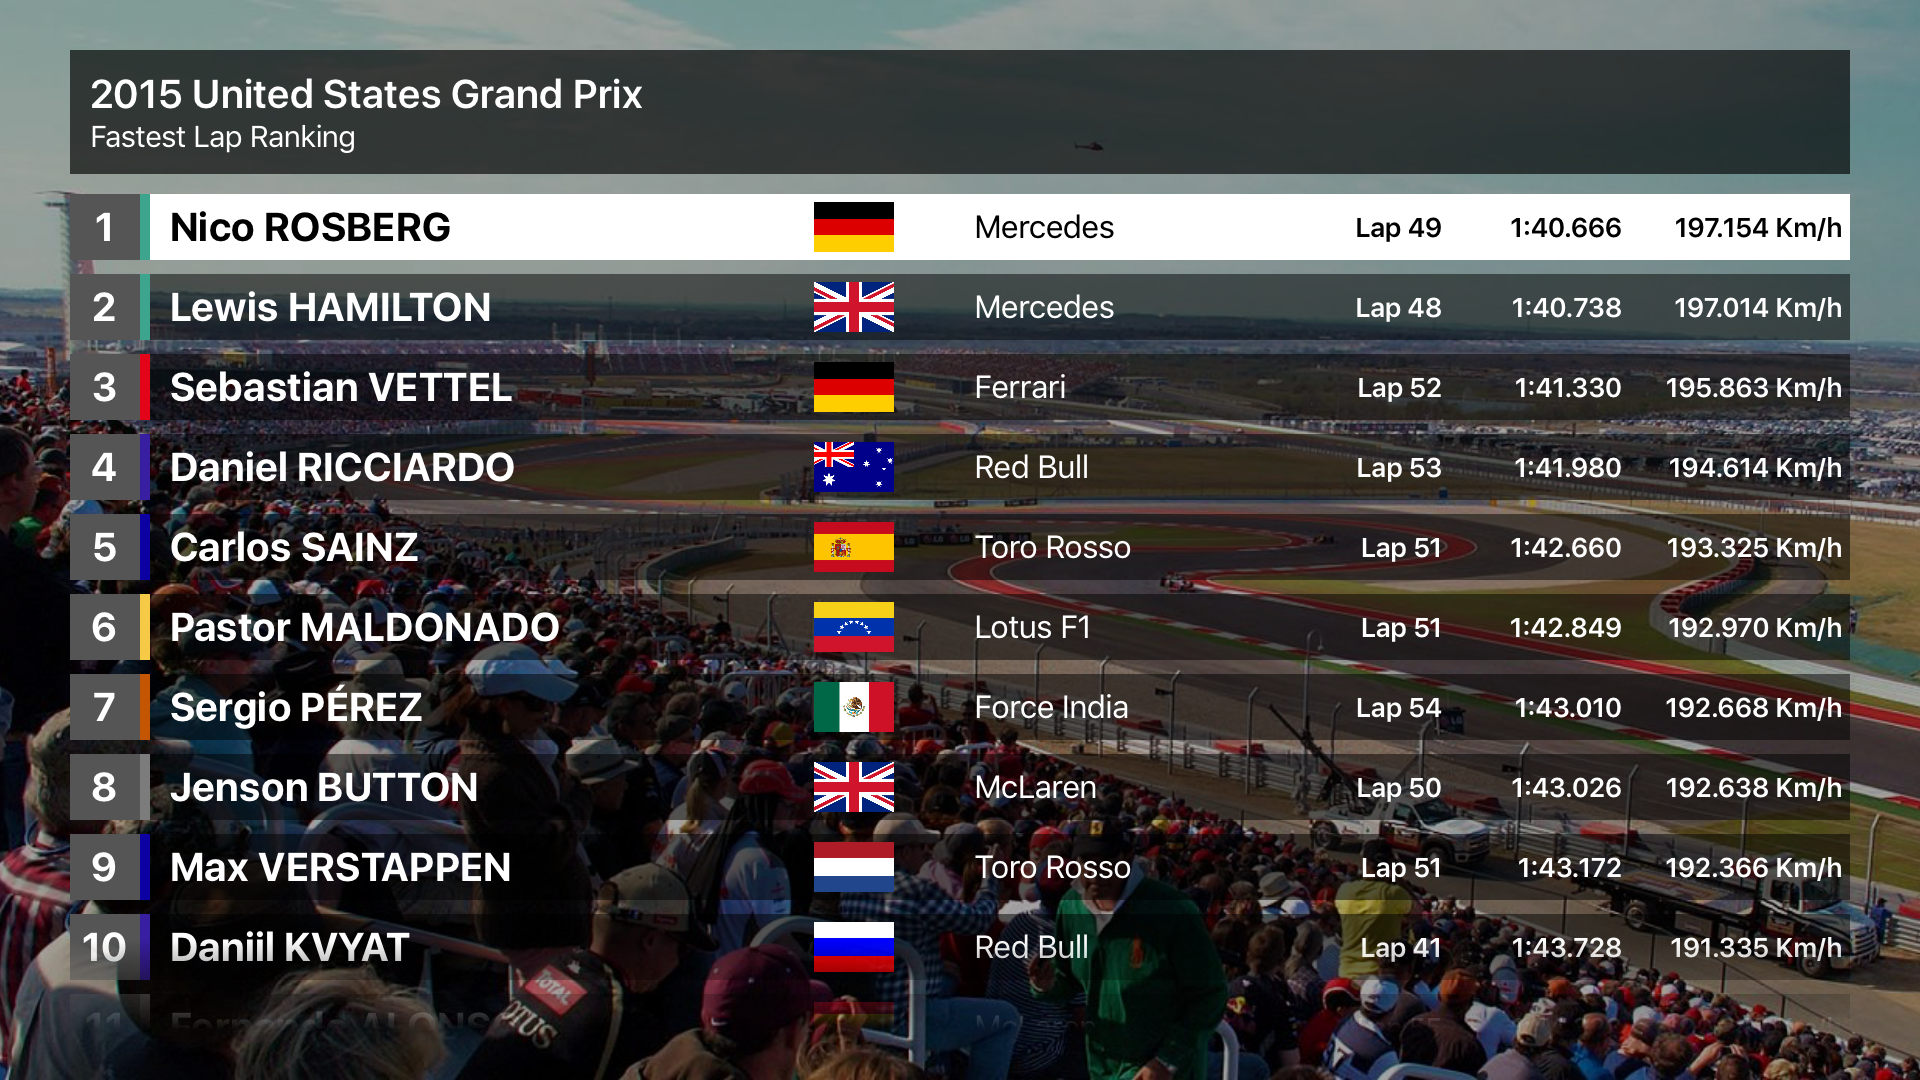 2015 United States Grand Prix
Fastest Lap Ranking
1 Nico ROSBERG Mercedes Lap 49 1:40.666 197.154 Km/h
2 Lewis HAMILTON Mercedes Lap 48 1:40.738 197.014 Km/h
3 Sebastian VETTEL Ferrari Lap 52 1:41.330 195.863 Km/h
4 Daniel RICCIARDO Red Bull Lap 53 1:41.980 194.614 Km/h
5 Carlos SAINZ Toro Rosso Lap 51 1:42.660 193.325 Km/h
6 Pastor MALDONADO Lotus F1 Lap 51 1:42.849 192.970 Km/h
7 Sergio PÉREZ Force India Lap 54 1:43.010 192.668 Km/h
8 Jenson BUTTON McLaren Lap 50 1:43.026 192.638 Km/h
9 Max VERSTAPPEN Toro Rosso Lap 51 1:43.172 192.366 Km/h
10 Daniil KVYAT Red Bull Lap 41 1:43.728 191.335 Km/h
11 Fernando ALONSO McLaren
TOTAL